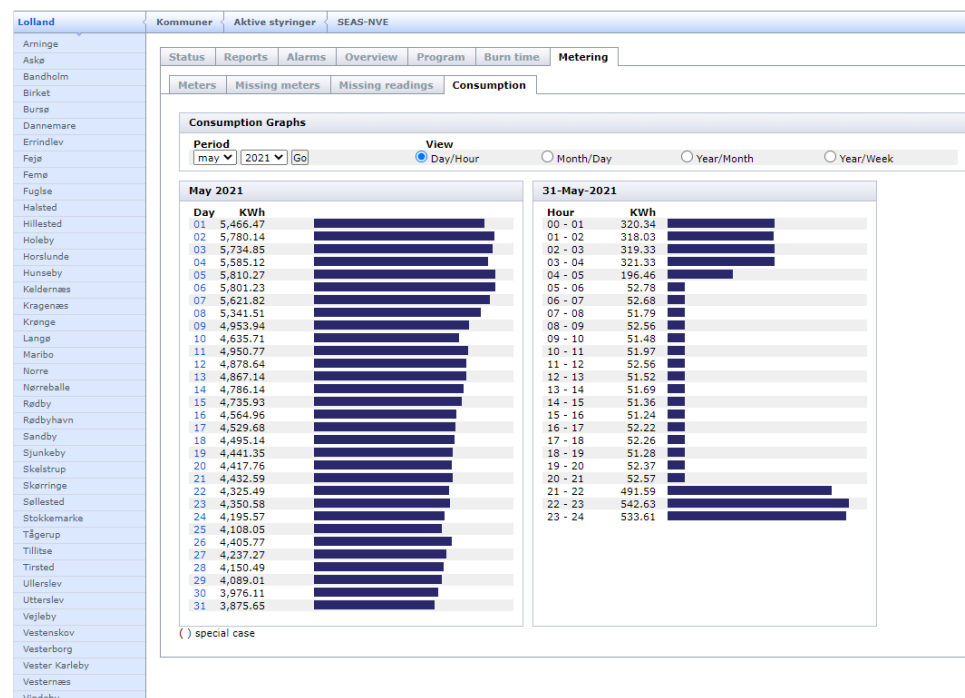 Lolland
Kommuner
Aktive styringer
SEAS-NVE
Arninge
Askø
Bandholm
Birket
Bursø
Dannemare
Errindlev
Fejø
Femø
Fuglse
Halsted
Hillested
Holeby
Horslunde
Hunseby
Keldernæs
Kragenæs
Krønge
Langø
Maribo
Norre
Nørreballe
Rødby
Rødbyhavn
Sandby
Sjunkeby
Skelstrup
Skørringe
Søllested
Stokkemarke
Tågerup
Tillitse
Tirsted
Ullerslev
Utterslev
Vejleby
Vestenskov
Vesterborg
Vester Karleby
Vesternæs
Status Reports Alarms Overview Program Burn time Metering
Meters Missing meters Missing readings Consumption
Consumption Graphs
Period View
may 2021 Go Day/Hour Month/Day Year/Month Year/Week
May 2021
Day KWh
01 5,466.47
02 5,780.14
03 5,734.85
04 5,585.12
05 5,810.27
06 5,801.23
07 5,621.82
08 5,341.51
09 4,953.94
10 4,635.71
11 4,950.77
12 4,878.64
13 4,867.14
14 4,786.14
15 4,735.93
16 4,564.96
17 4,529.68
18 4,495.14
19 4,441.35
20 4,417.76
21 4,432.59
22 4,325.49
23 4,350.58
24 4,195.57
25 4,108.05
26 4,405.77
27 4,237.27
28 4,150.49
29 4,089.01
30 3,976.11
31 3,875.65
( ) special case
31-May-2021
Hour KWh
00 - 01 320.34
01 - 02 318.03
02 - 03 319.33
03 - 04 321.33
04 - 05 196.46
05 - 06 52.78
06 - 07 52.68
07 - 08 51.79
08 - 09 52.56
09 - 10 51.48
10 - 11 51.97
11 - 12 52.56
12 - 13 51.52
13 - 14 51.69
14 - 15 51.36
15 - 16 51.24
16 - 17 52.22
17 - 18 52.26
18 - 19 51.28
19 - 20 52.37
20 - 21 52.57
21 - 22 491.59
22 - 23 542.63
23 - 24 533.61